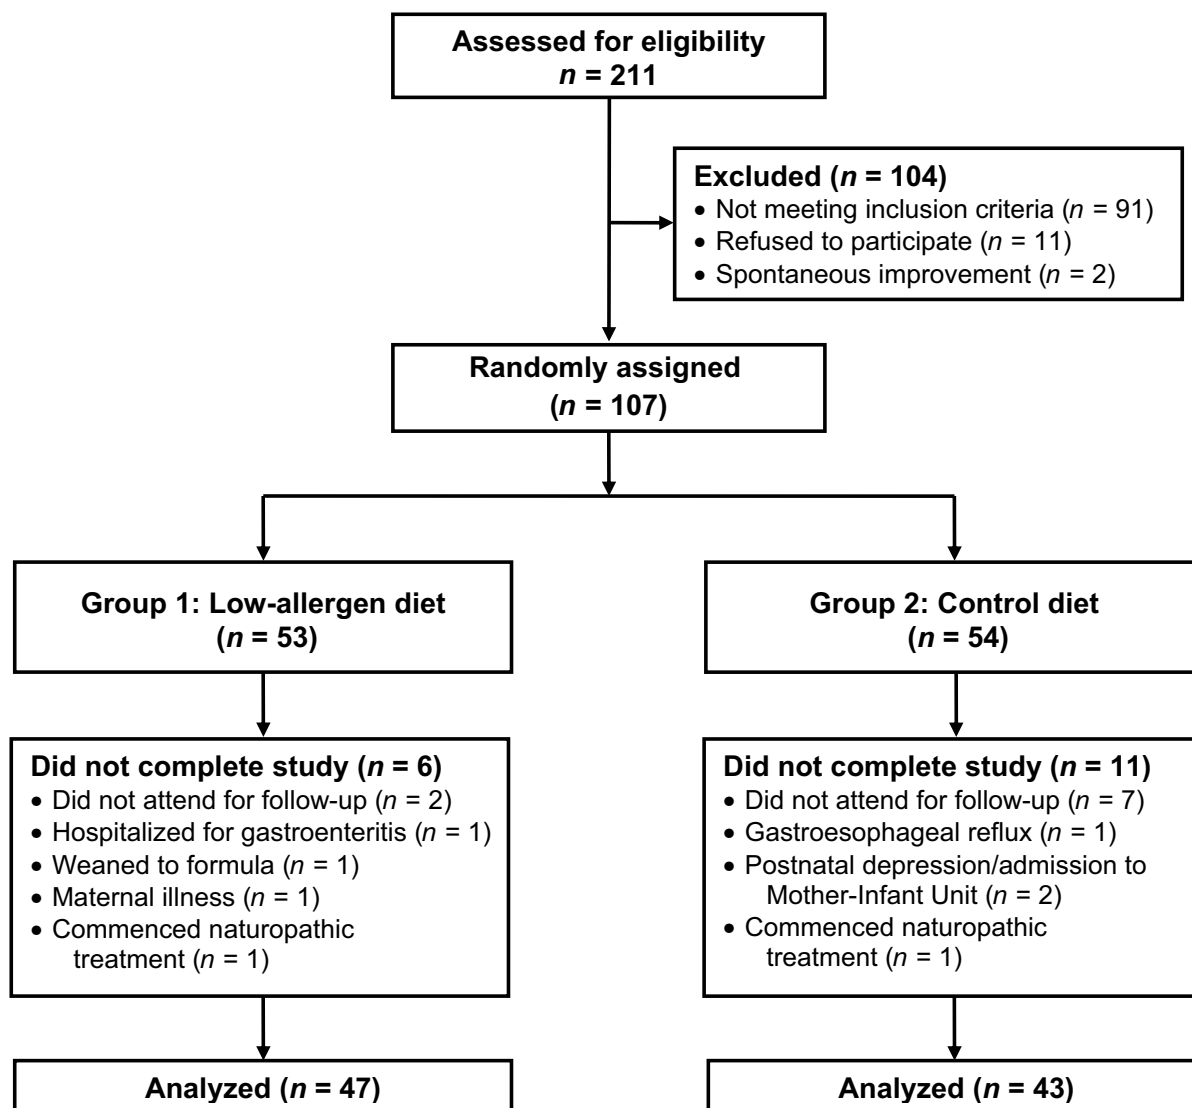 Assessed for eligibility
n = 211
Excluded (n = 104)
• Not meeting inclusion criteria (n = 91)
• Refused to participate (n = 11)
• Spontaneous improvement (n = 2)
Randomly assigned
(n = 107)
Group 1: Low-allergen diet
(n = 53)
Group 2: Control diet
(n = 54)
Did not complete study (n = 6)
• Did not attend for follow-up (n = 2)
• Hospitalized for gastroenteritis (n = 1)
• Weaned to formula (n = 1)
• Maternal illness (n = 1)
• Commenced naturopathic
treatment (n = 1)
Did not complete study (n = 11)
• Did not attend for follow-up (n = 7)
• Gastroesophageal reflux (n = 1)
• Postnatal depression/admission to
Mother-Infant Unit (n = 2)
• Commenced naturopathic
treatment (n = 1)
Analyzed (n = 47)
Analyzed (n = 43)